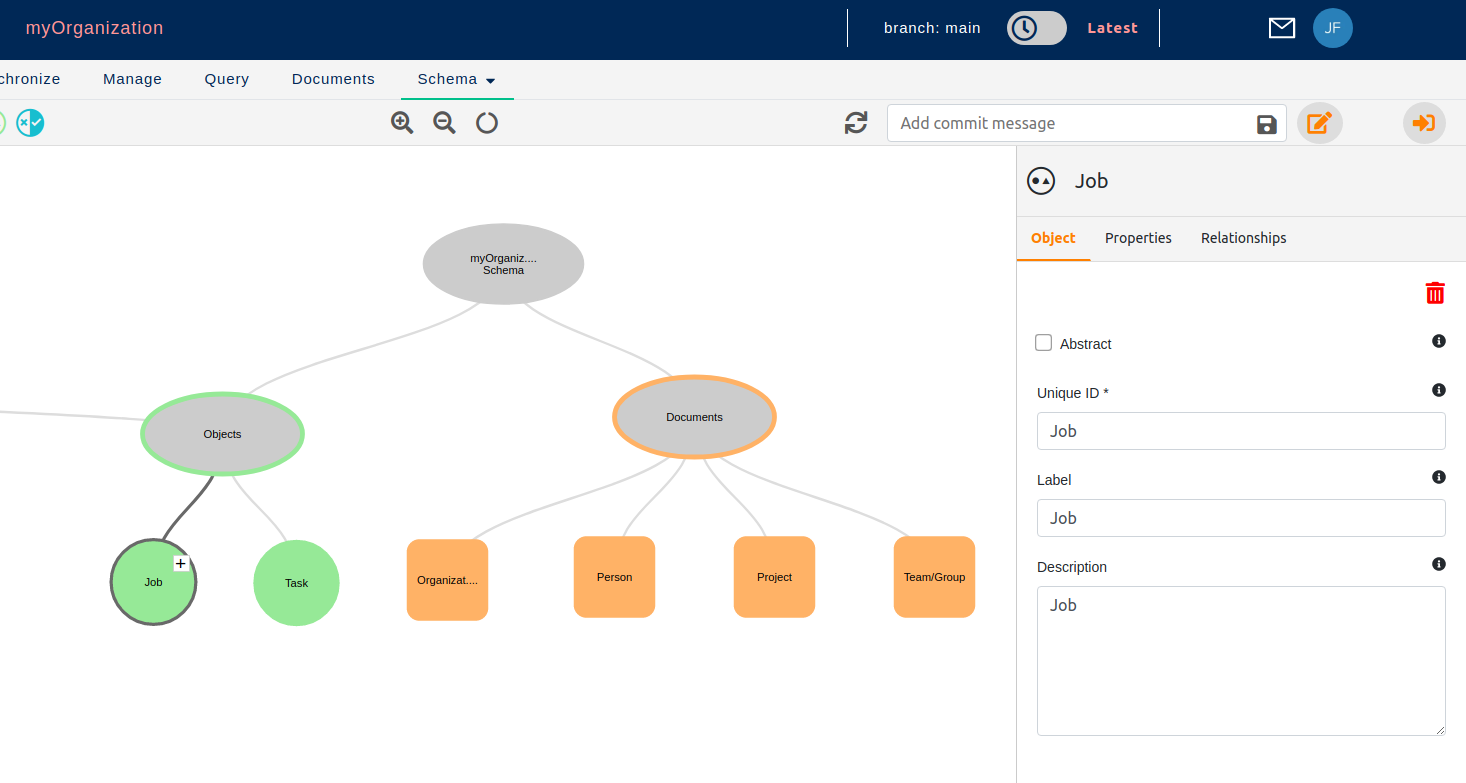 myOrganization
branch: main
Latest
JF
chronize
Manage
Query
Documents
Schema
Add commit message
Job
Object
Properties
Relationships
Abstract
Unique ID *
Job
Label
Job
Description
Job
myOrganiz....
Schema
Objects
Documents
Job
+
Task
Organizat....
Person
Project
Team/Group